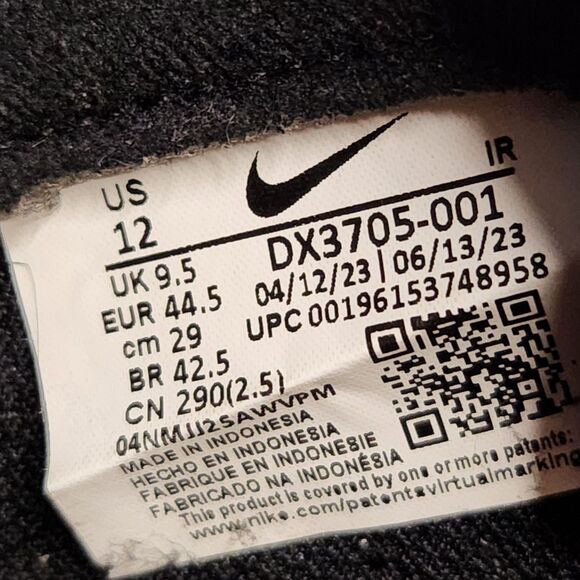 US
12
IR
UK 9.5
EUR 44.5
cm 29
BR 42.5
CN 290(2.5)
DX3705-001
04/12/23 | 06/13/23
UPC 00196153748958
MADE IN INDONESIA
HECHO EN INDONESIA
FABRIQUE EN INDONESIE
FABRICADO NA INDONÉSIA
This product is covered by one or more patents:
www.nike.com/patents